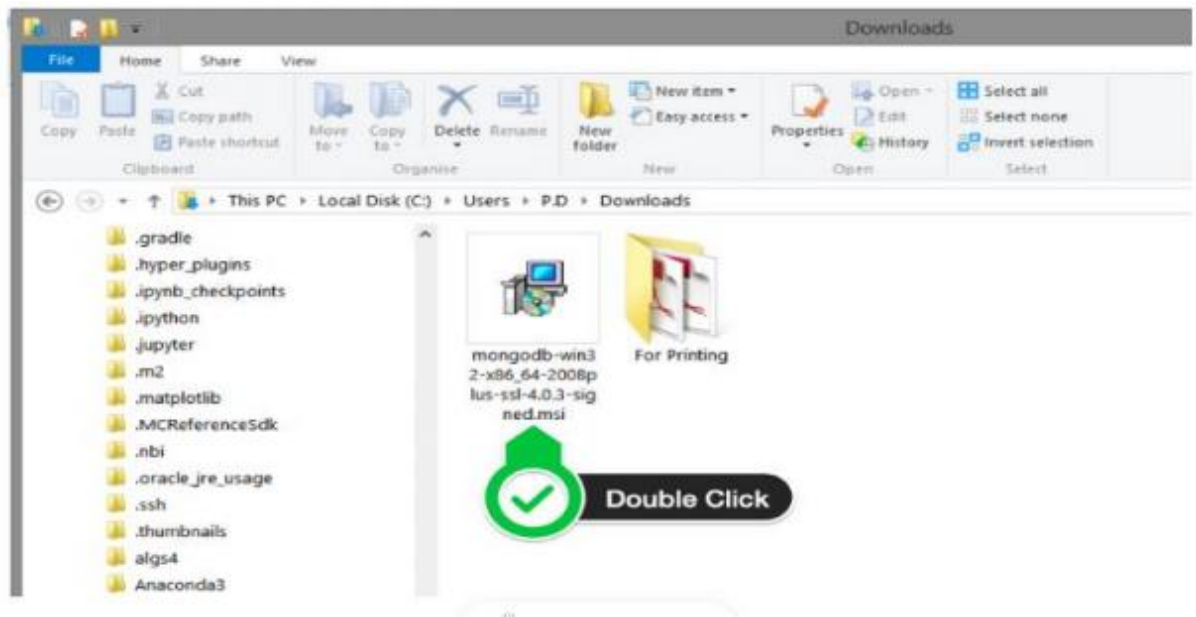 Downloads
File Home Share View
Cut
Copy path
Paste shortcut
Copy Paste
Clipboard
Move to
Copy to
Delete Rename
Organise
New folder
New item
Easy access
New
Properties
Open
Edit
History
Open
Select all
Select none
Invert selection
Select
This PC Local Disk (C:) Users P.D Downloads
.gradle
.hyper_plugins
.ipynb_checkpoints
.ipython
.jupyter
.m2
.matplotlib
.MCReferenceSdk
.nbi
.oracle_jre_usage
.ssh
.thumbnails
algs4
Anaconda3
mongodb-win3
2-x86_64-2008p
lus-ssl-4.0.3-sig
ned.msi
For Printing
Double Click